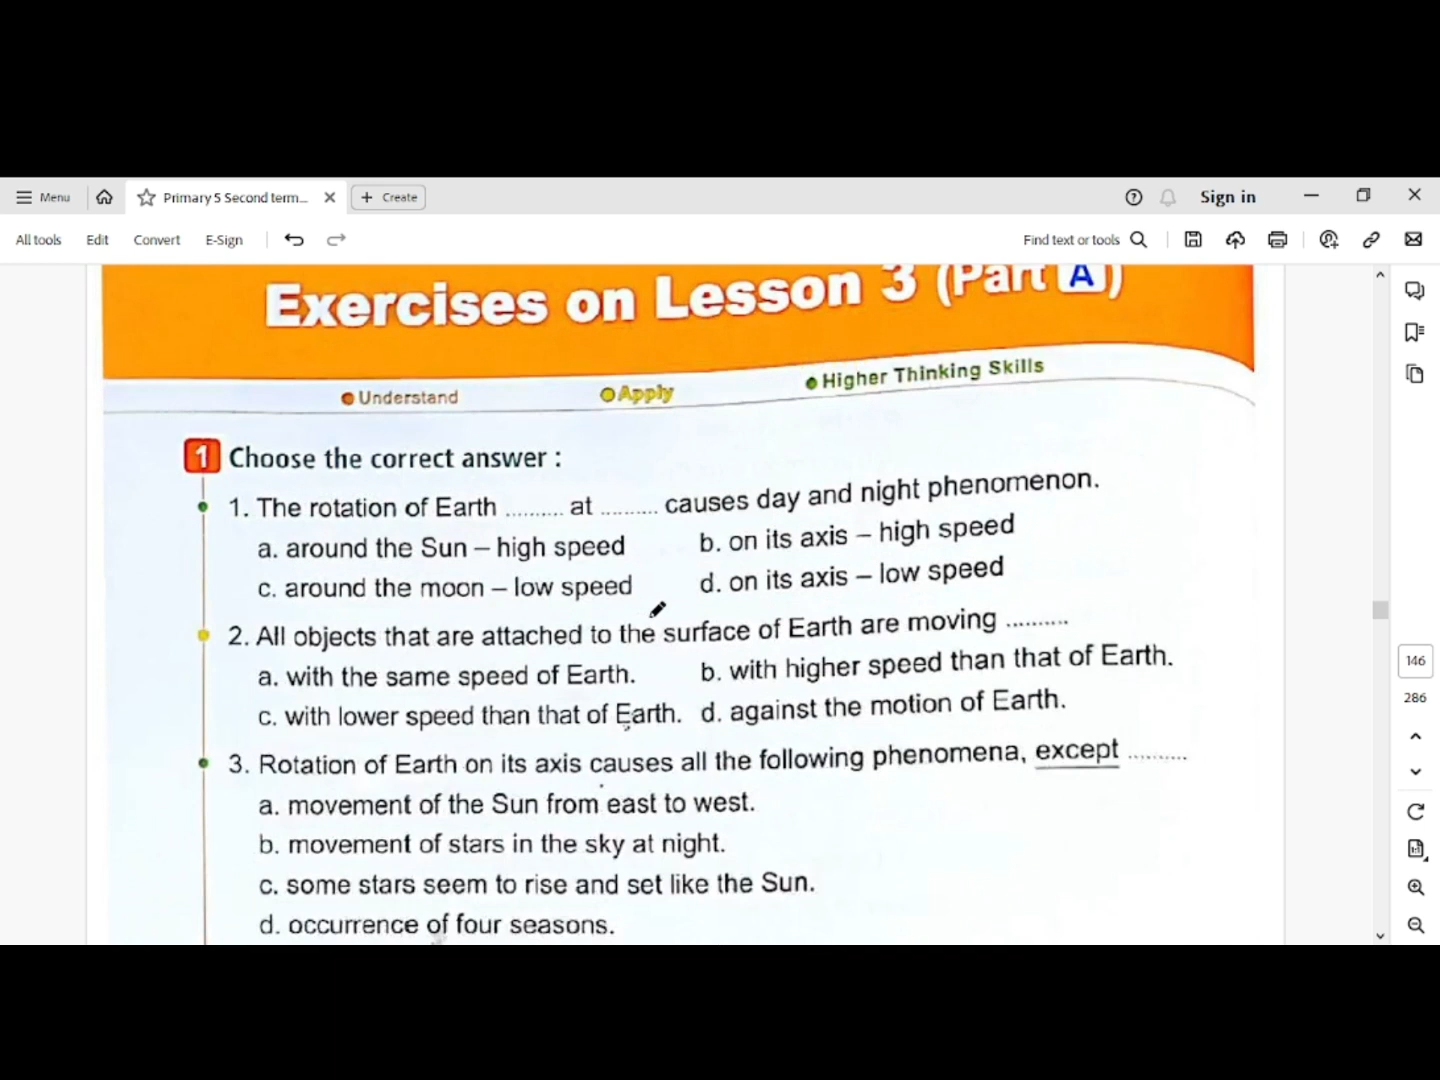 Menu
Primary 5 Second term...
Create
Sign in
All tools
Edit
Convert
E-Sign
Find text or tools
Exercises on Lesson 3 (Part A)
Understand
Apply
Higher Thinking Skills
1 Choose the correct answer :
1. The rotation of Earth .......... at .......... causes day and night phenomenon.
a. around the Sun – high speed
b. on its axis – high speed
c. around the moon – low speed
d. on its axis – low speed
2. All objects that are attached to the surface of Earth are moving ..........
a. with the same speed of Earth.
b. with higher speed than that of Earth.
c. with lower speed than that of Earth.
d. against the motion of Earth.
3. Rotation of Earth on its axis causes all the following phenomena, except ..........
a. movement of the Sun from east to west.
b. movement of stars in the sky at night.
c. some stars seem to rise and set like the Sun.
d. occurrence of four seasons.
146
286